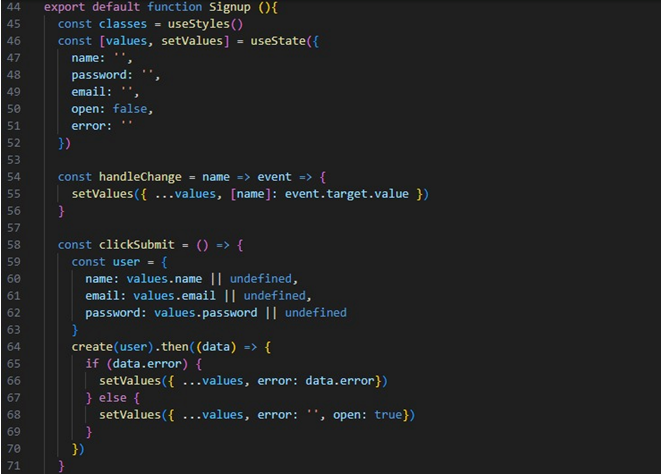 44 export default function Signup (){
45   const classes = useStyles()
46   const [values, setValues] = useState({
47     name: '',
48     password: '',
49     email: '',
50     open: false,
51     error: ''
52   })
53
54   const handleChange = name => event => {
55     setValues({ ...values, [name]: event.target.value })
56   }
57
58   const clickSubmit = () => {
59     const user = {
60       name: values.name || undefined,
61       email: values.email || undefined,
62       password: values.password || undefined
63     }
64     create(user).then((data) => {
65       if (data.error) {
66         setValues({ ...values, error: data.error})
67       } else {
68         setValues({ ...values, error: '', open: true})
69       }
70     })
71   }